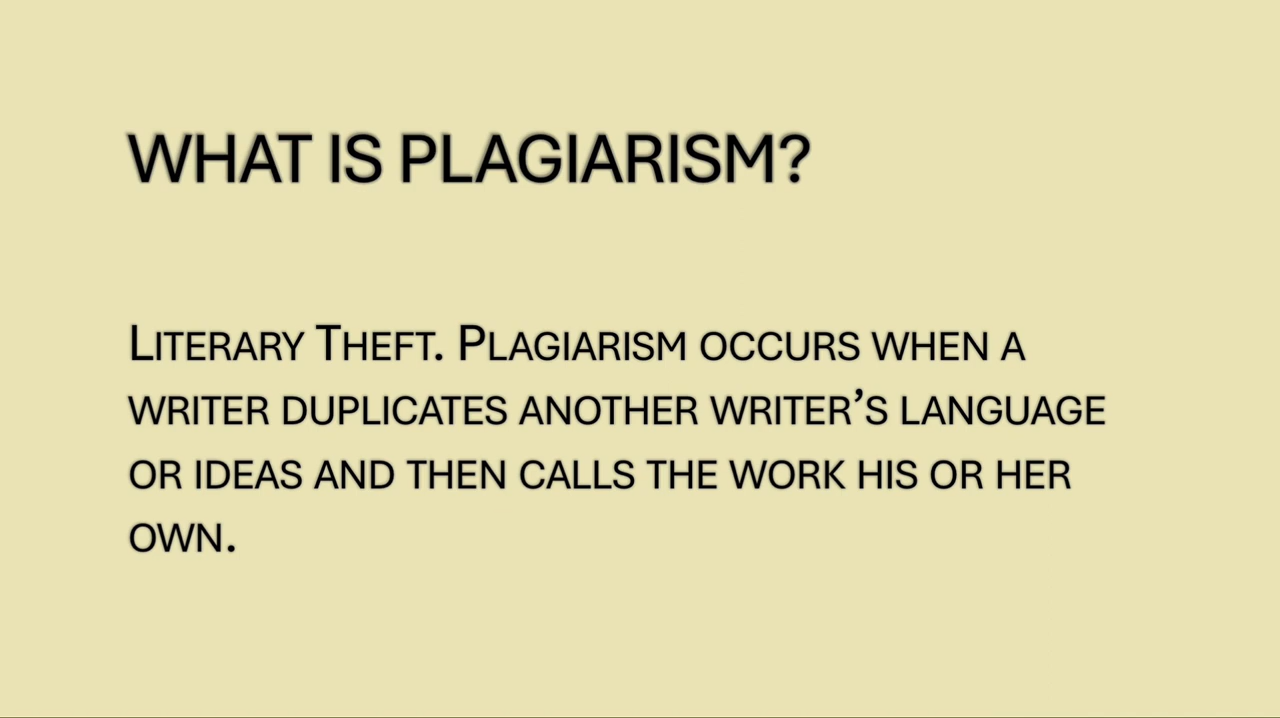 WHAT IS PLAGIARISM?
Literary Theft. Plagiarism occurs when a
writer duplicates another writer’s language
or ideas and then calls the work his or her
own.